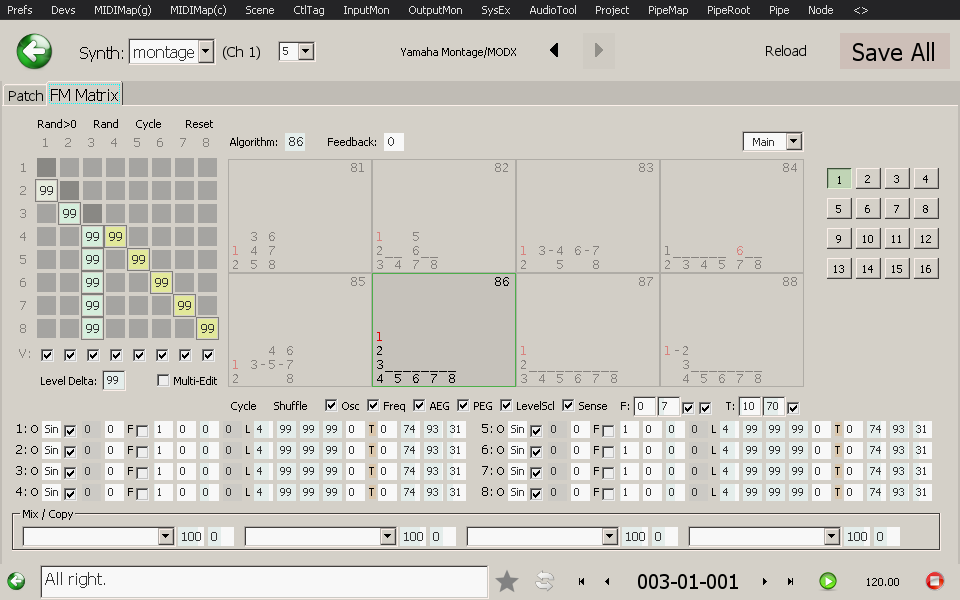 Prefs Devs MIDIMap(g) MIDIMap(c) Scene CtlTag InputMon OutputMon SysEx AudioTool Project PipeMap PipeRoot Pipe Node <>
Synth: montage (Ch 1) 5 Yamaha Montage/MODX Reload Save All
Patch FM Matrix
Rand>0 Rand Cycle Reset
1 2 3 4 5 6 7 8
Algorithm: 86 Feedback: 0 Main
1
2 99
3 99
4 99 99
5 99 99
6 99 99
7 99 99
8 99 99
V:
Level Delta: 99 Multi-Edit
81
3 6
1 4 7
2 5 8
82
1 5
2__ 6__
3 4 7 8
83
1 3-4 6-7
2 5 8
84
1______ 6
2 3 4 5 7 8
85
4 6
1 3-5-7
2 8
86
1
2
3________
4 5 6 7 8
87
1
2__________
3 4 5 6 7 8
88
1-2
3________
4 5 6 7 8
1 2 3 4
5 6 7 8
9 10 11 12
13 14 15 16
Cycle Shuffle Osc Freq AEG PEG LevelScl Sense F: 0 7 T: 10 70
1: O Sin 0 0 F 1 0 0 0 L 4 99 99 99 0 T 0 74 93 31 5: O Sin 0 0 F 1 0 0 0 L 4 99 99 99 0 T 0 74 93 31
2: O Sin 0 0 F 1 0 0 0 L 4 99 99 99 0 T 0 74 93 31 6: O Sin 0 0 F 1 0 0 0 L 4 99 99 99 0 T 0 74 93 31
3: O Sin 0 0 F 1 0 0 0 L 4 99 99 99 0 T 0 74 93 31 7: O Sin 0 0 F 1 0 0 0 L 4 99 99 99 0 T 0 74 93 31
4: O Sin 0 0 F 1 0 0 0 L 4 99 99 99 0 T 0 74 93 31 8: O Sin 0 0 F 1 0 0 0 L 4 99 99 99 0 T 0 74 93 31
Mix / Copy
100 0 100 0 100 0 100 0
All right. 003-01-001 120.00